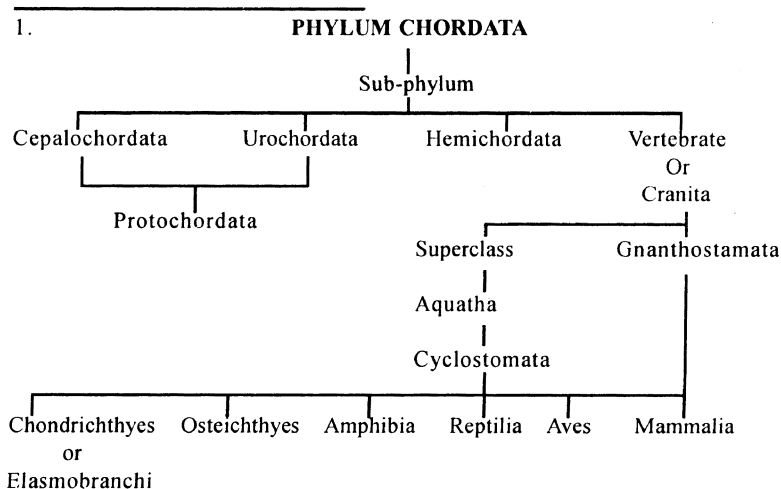 1. PHYLUM CHORDATA
Sub-phylum
Cepalochordata Urochordata Hemichordata Vertebrate
Or
Cranita
Protochordata
Superclass Gnanthostamata
Aquatha
Cyclostomata
Chondrichthyes Osteichthyes Amphibia Reptilia Aves Mammalia
or
Elasmobranchi